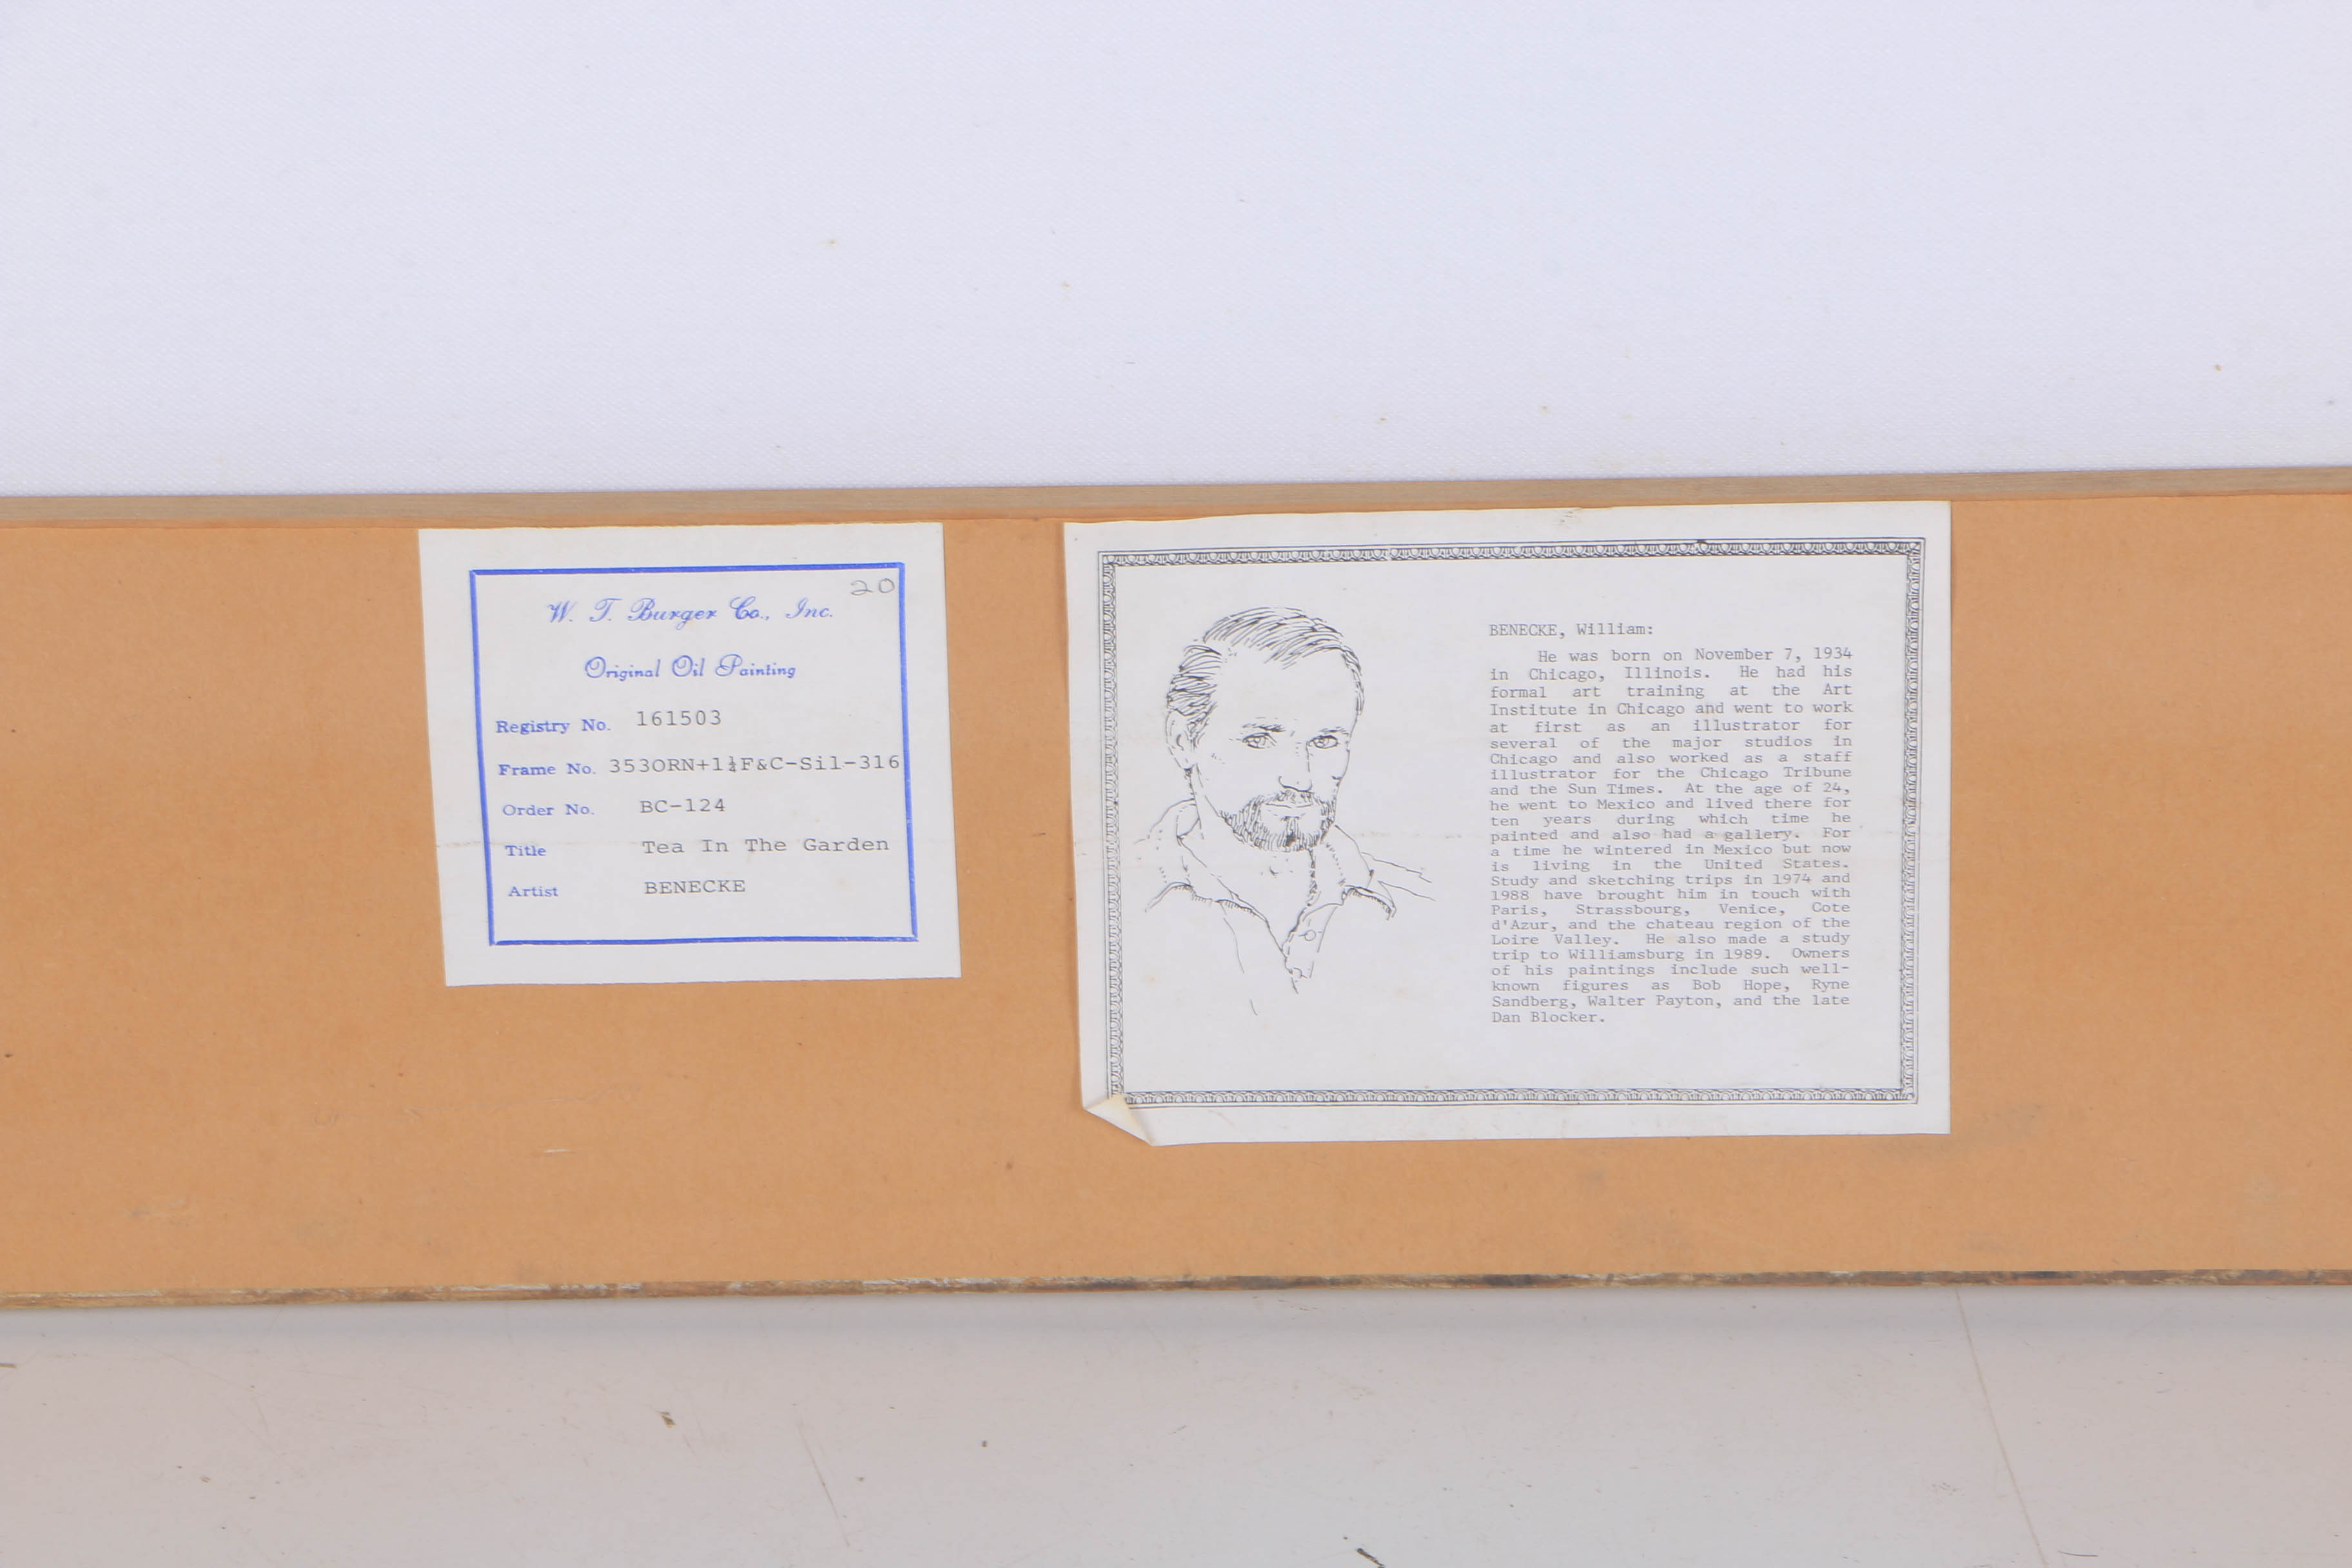 20
W. T. Burger Co., Inc.
Original Oil Painting
Registry No. 161503
Frame No. 353ORN+1¼F&C-Sil-316
Order No. BC-124
Title Tea In The Garden
Artist BENECKE
BENECKE, William:
He was born on November 7, 1934
in Chicago, Illinois. He had his
formal art training at the Art
Institute in Chicago and went to work
at first as an illustrator for
several of the major studios in
Chicago and also worked as a staff
illustrator for the Chicago Tribune
and the Sun Times. At the age of 24,
he went to Mexico and lived there for
ten years during which time he
painted and also had a gallery. For
a time he wintered in Mexico but now
is living in the United States.
Study and sketching trips in 1974 and
1988 have brought him in touch with
Paris, Strassbourg, Venice, Cote
d'Azur, and the chateau region of the
Loire Valley. He also made a study
trip to Williamsburg in 1989. Owners
of his paintings include such well-
known figures as Bob Hope, Ryne
Sandberg, Walter Payton, and the late
Dan Blocker.